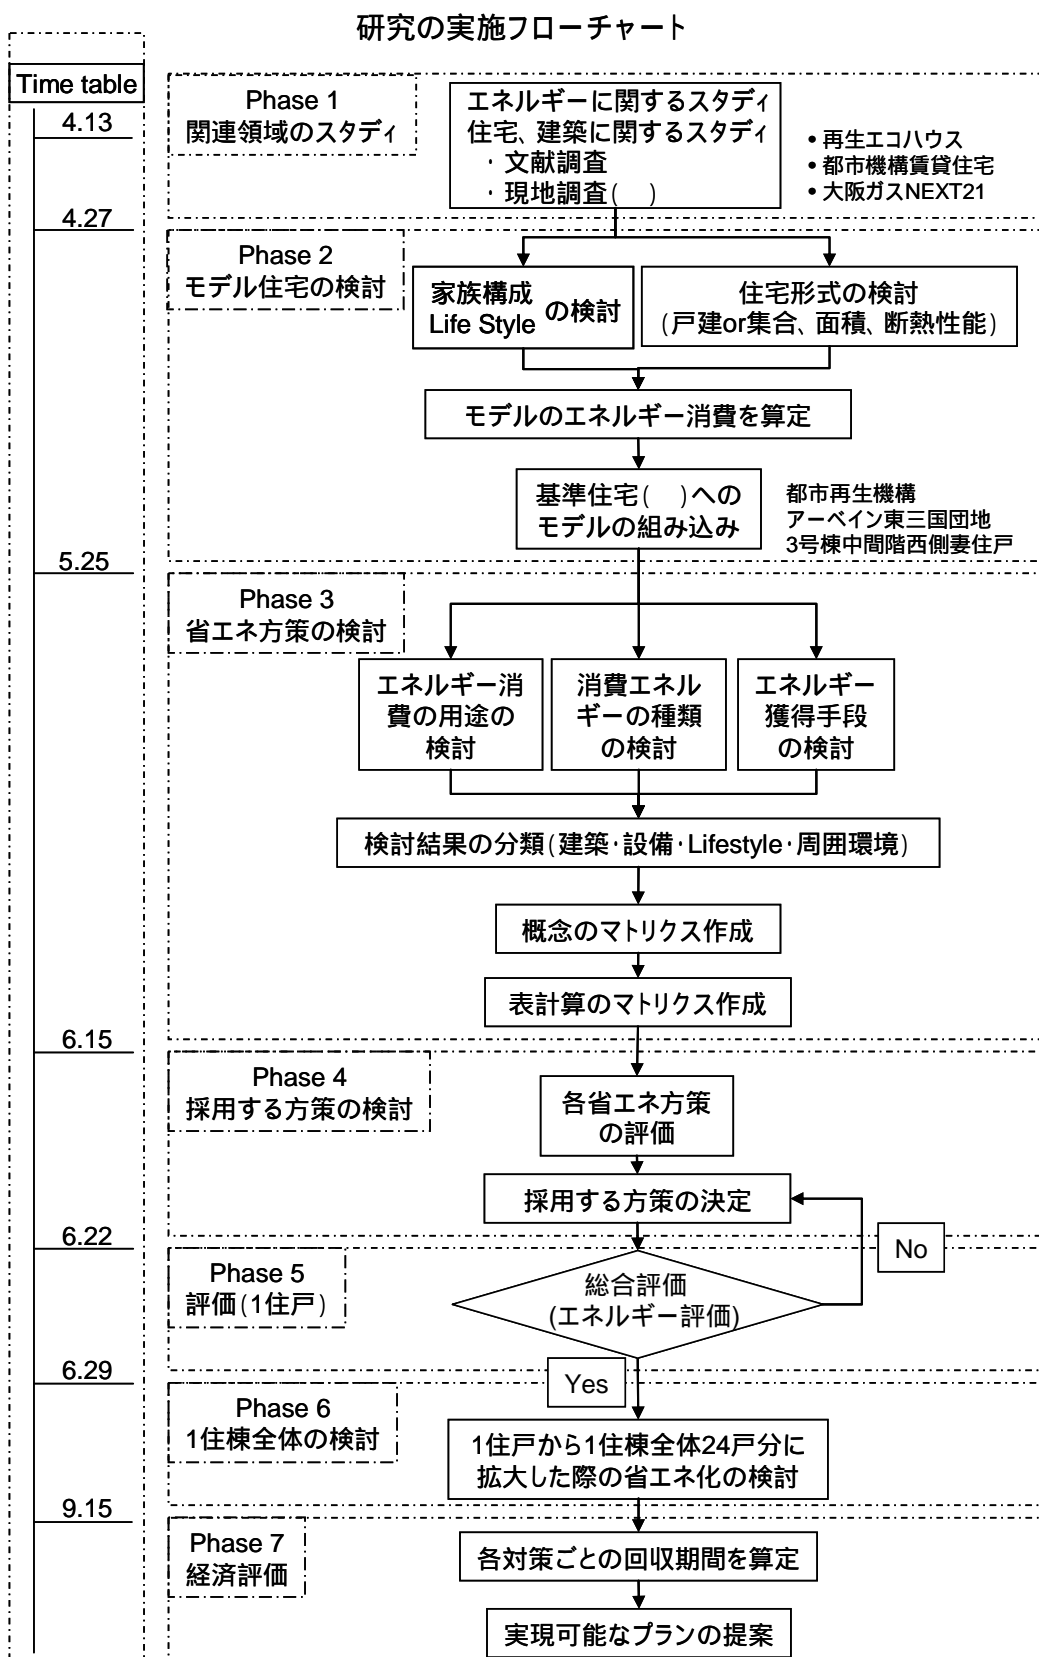 研究の実施フローチャート
Time table
4.13
4.27
5.25
6.15
6.22
6.29
9.15
Phase 1
関連領域のスタディ
エネルギーに関するスタディ
住宅、建築に関するスタディ
・文献調査
・現地調査( )
• 再生エコハウス
• 都市機構賃貸住宅
• 大阪ガスNEXT21
Phase 2
モデル住宅の検討
家族構成
Life Style
の検討
住宅形式の検討
(戸建or集合、面積、断熱性能)
モデルのエネルギー消費を算定
基準住宅( )への
モデルの組み込み
都市再生機構
アーベイン東三国団地
3号棟中間階西側妻住戸
Phase 3
省エネ方策の検討
エネルギー消
費の用途の
検討
消費エネル
ギーの種類
の検討
エネルギー
獲得手段
の検討
検討結果の分類(建築・設備・Lifestyle・周囲環境)
概念のマトリクス作成
表計算のマトリクス作成
Phase 4
採用する方策の検討
各省エネ方策
の評価
採用する方策の決定
No
Phase 5
評価(1住戸)
総合評価
(エネルギー評価)
Yes
Phase 6
1住棟全体の検討
1住戸から1住棟全体24戸分に
拡大した際の省エネ化の検討
Phase 7
経済評価
各対策ごとの回収期間を算定
実現可能なプランの提案